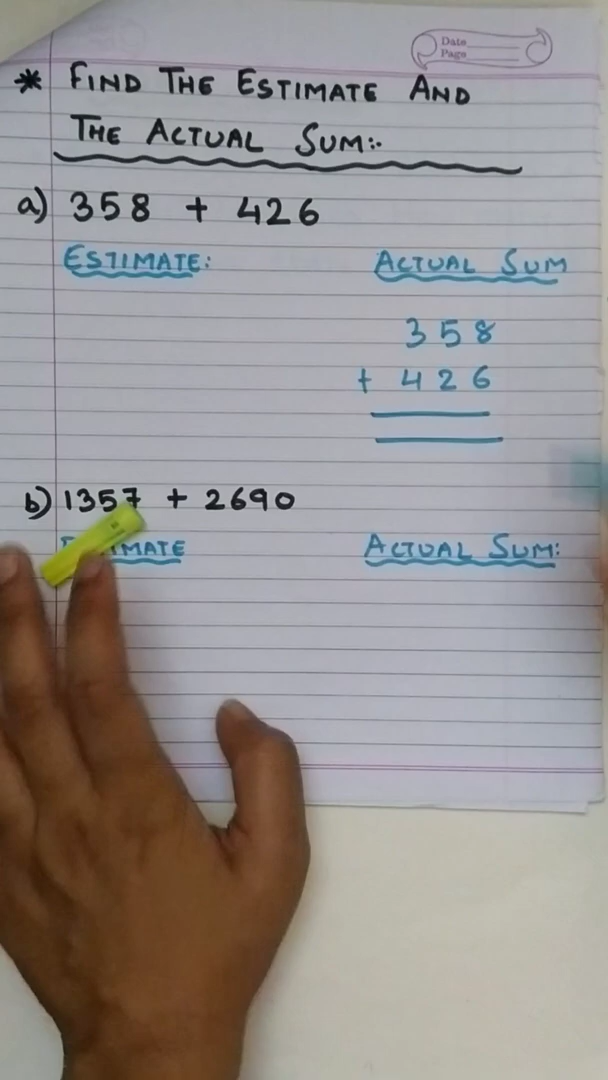 Date
Page
* FIND THE ESTIMATE AND
THE ACTUAL SUM:-
a) 358 + 426
ESTIMATE:
ACTUAL SUM
358
+ 426
b) 1357 + 2690
ACTUAL SUM: